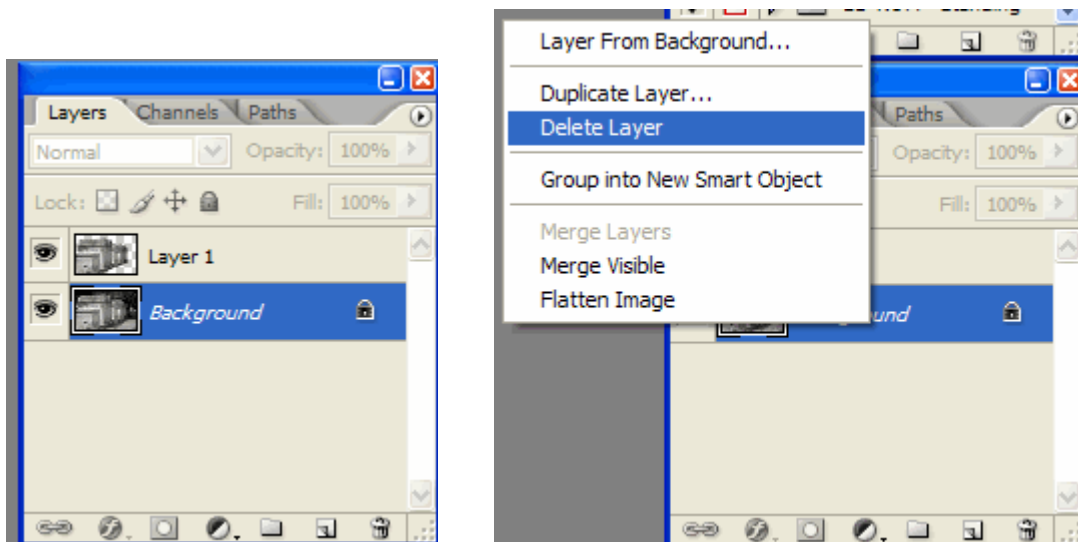 Layers Channels Paths
Normal Opacity: 100%
Lock: Fill: 100%
Layer 1
Background
Layer From Background...
Duplicate Layer...
Delete Layer
Group into New Smart Object
Merge Layers
Merge Visible
Flatten Image
Paths
Opacity: 100%
Fill: 100%
und